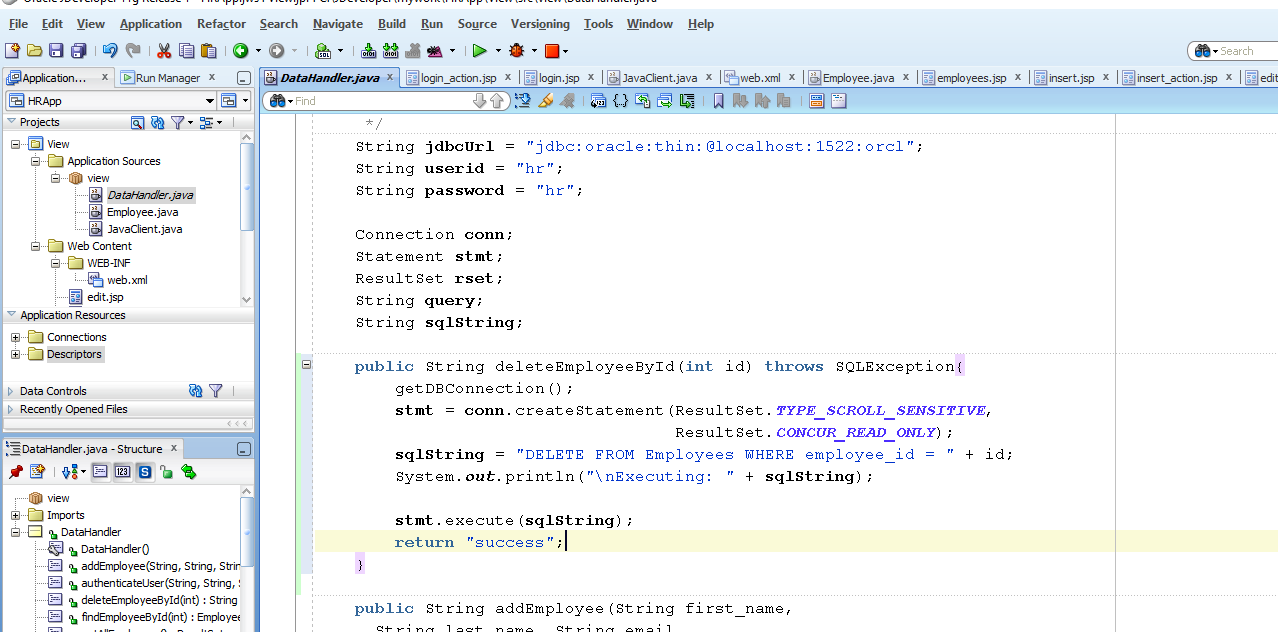 File Edit View Application Refactor Search Navigate Build Run Source Versioning Tools Window Help
Search
Application... x Run Manager x
DataHandler.java x login_action.jsp x login.jsp x JavaClient.java x web.xml x Employee.java x employees.jsp x insert.jsp x insert_action.jsp x edit
HRApp
Find
Projects
View
Application Sources
view
DataHandler.java
Employee.java
JavaClient.java
Web Content
WEB-INF
web.xml
edit.jsp
Application Resources
Connections
Descriptors
Data Controls
Recently Opened Files
DataHandler.java - Structure x
view
Imports
DataHandler
DataHandler()
addEmployee(String, String, Strin
authenticateUser(String, String,
deleteEmployeeById(int) : String
findEmployeeById(int) : Employee
*/
String jdbcUrl = "jdbc:oracle:thin:@localhost:1522:orcl";
String userid = "hr";
String password = "hr";
Connection conn;
Statement stmt;
ResultSet rset;
String query;
String sqlString;
public String deleteEmployeeById(int id) throws SQLException{
getDBConnection();
stmt = conn.createStatement(ResultSet.TYPE_SCROLL_SENSITIVE,
ResultSet.CONCUR_READ_ONLY);
sqlString = "DELETE FROM Employees WHERE employee_id = " + id;
System.out.println("\nExecuting: " + sqlString);
stmt.execute(sqlString);
return "success";
}
public String addEmployee(String first_name,
String last_name, String email,